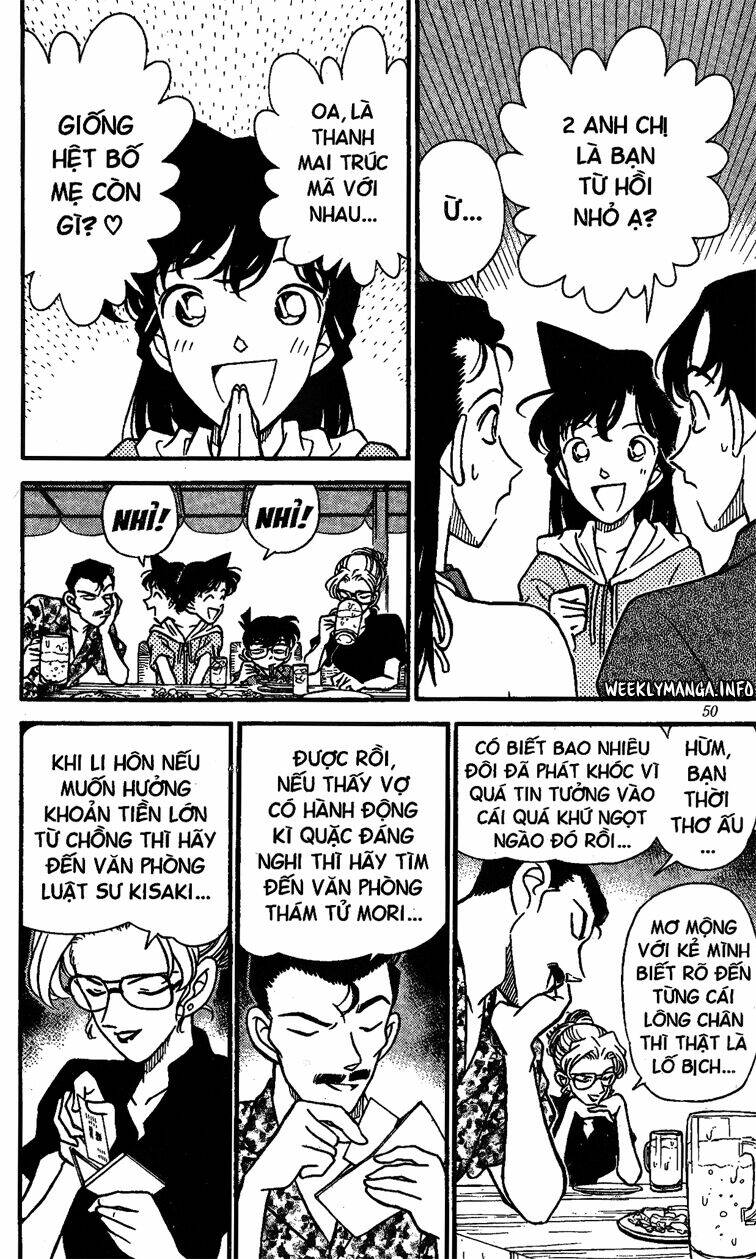 2 ANH CHỊ
LÀ BẠN
TỪ HỒI
NHỎ Ạ?
Ừ...
OA, LÀ
THANH
MAI TRÚC
MÃ VỚI
NHAU...
GIỐNG
HỆT BỐ
MẸ CÒN
GÌ? ♡
NHỈ!
NHỈ!
WEEKLYMANGA.INFO
50
HỪM,
BẠN
THỜI
THƠ ẤU
...
CÓ BIẾT BAO NHIÊU
ĐÔI ĐÃ PHÁT KHÓC VÌ
QUÁ TIN TƯỞNG VÀO
CÁI QUÁ KHỨ NGỌT
NGÀO ĐÓ RỒI...
MƠ MỘNG
VỚI KẺ MÌNH
BIẾT RÕ ĐẾN
TỪNG CÁI
LÔNG CHÂN
THÌ THẬT LÀ
LỐ BỊCH...
ĐƯỢC RỒI,
NẾU THẤY VỢ
CÓ HÀNH ĐỘNG
KÌ QUẶC ĐÁNG
NGHI THÌ HÃY TÌM
ĐẾN VĂN PHÒNG
THÁM TỬ MORI...
KHI LI HÔN NẾU
MUỐN HƯỞNG
KHOẢN TIỀN LỚN
TỪ CHỒNG THÌ HÃY
ĐẾN VĂN PHÒNG
LUẬT SƯ KISAKI...